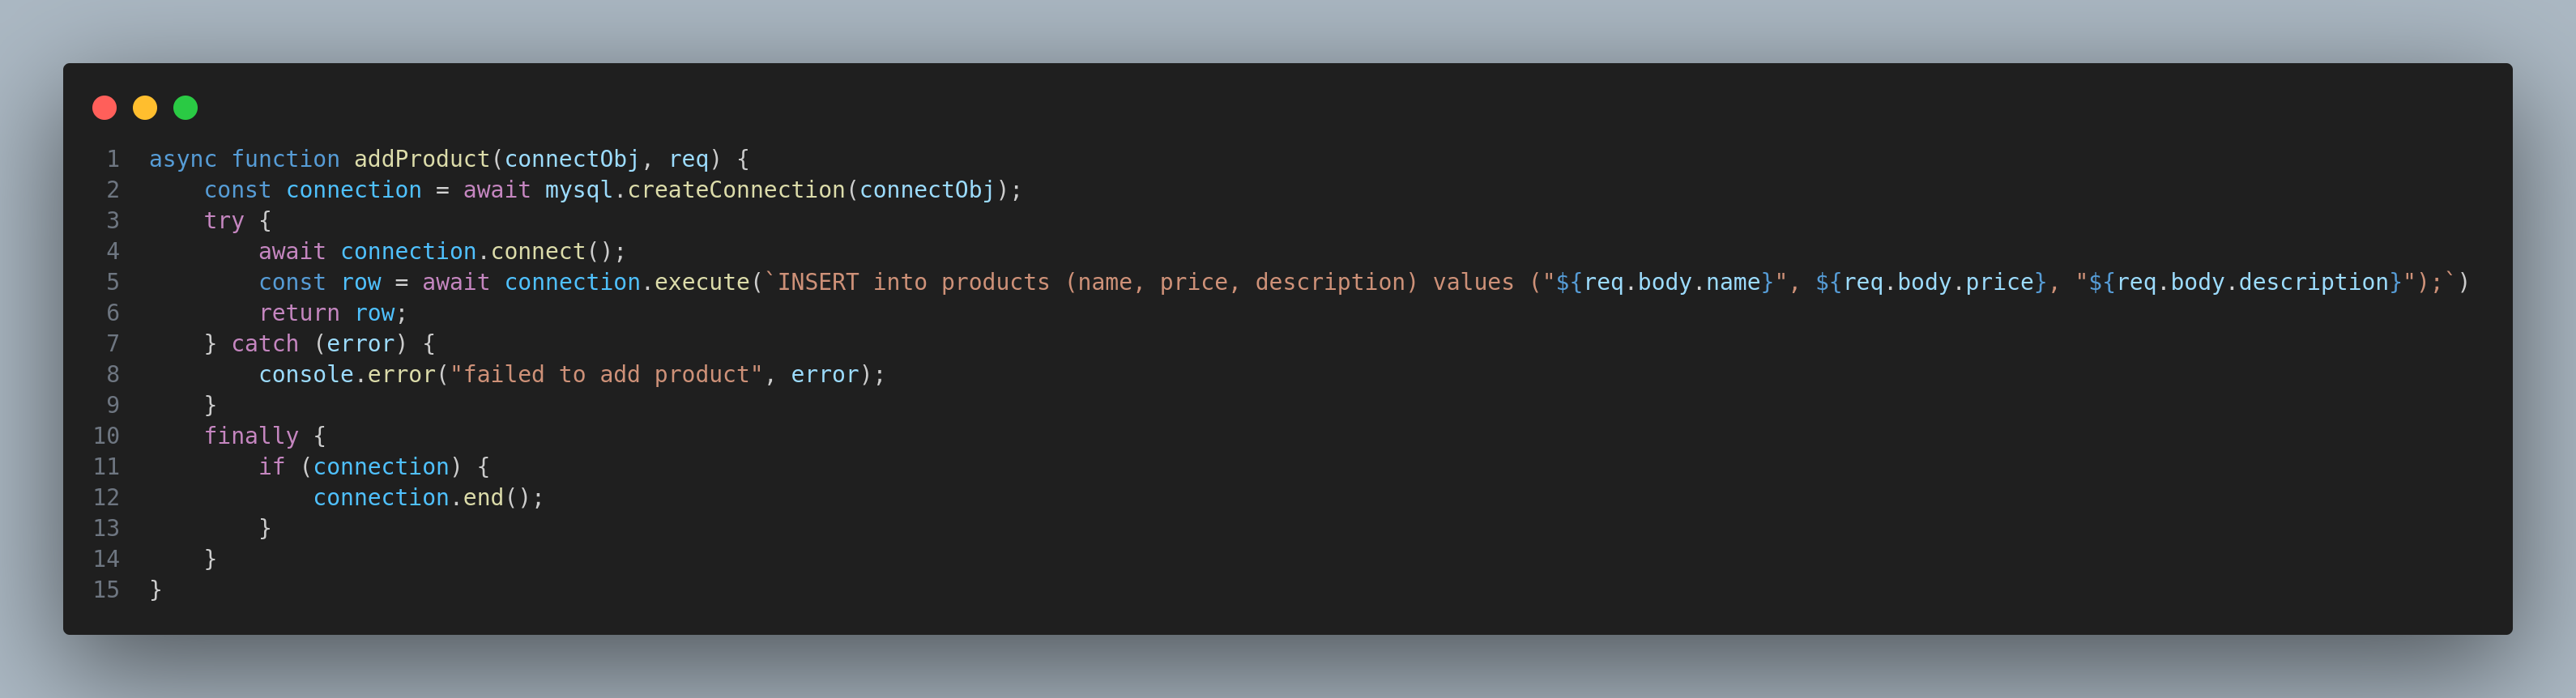 1 async function addProduct(connectObj, req) {
2     const connection = await mysql.createConnection(connectObj);
3     try {
4         await connection.connect();
5         const row = await connection.execute(`INSERT into products (name, price, description) values ("${req.body.name}", ${req.body.price}, "${req.body.description}");`)
6         return row;
7     } catch (error) {
8         console.error("failed to add product", error);
9     }
10     finally {
11         if (connection) {
12             connection.end();
13         }
14     }
15 }